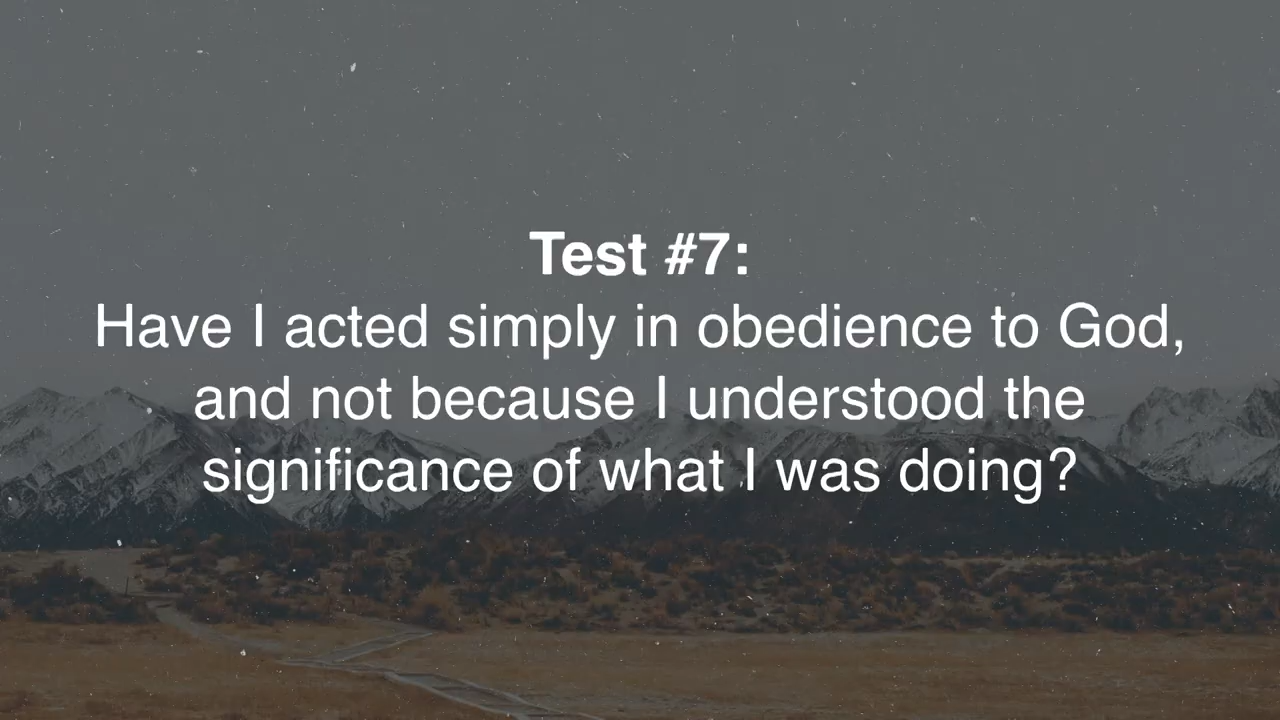 Test #7:
Have I acted simply in obedience to God,
and not because I understood the
significance of what I was doing?